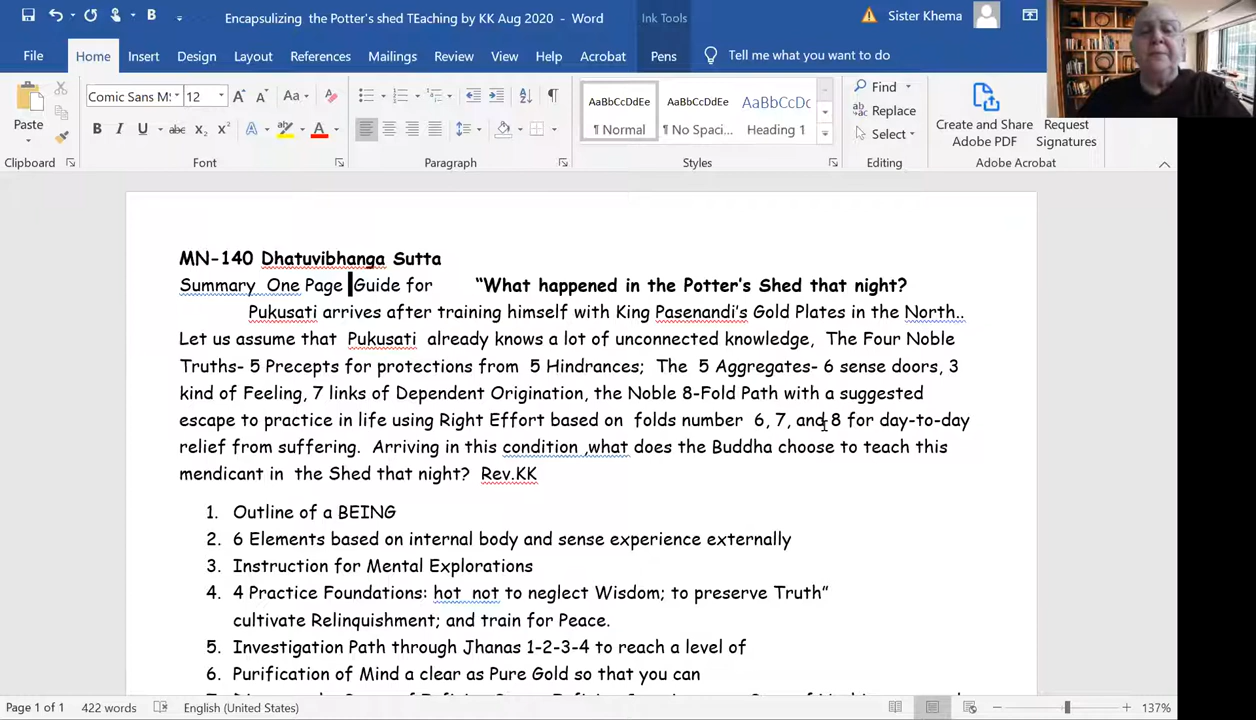 Encapsulizing the Potter's shed TEaching by KK Aug 2020 - Word
Ink Tools
Sister Khema
File
Home
Insert
Design
Layout
References
Mailings
Review
View
Help
Acrobat
Pens
Tell me what you want to do
Paste
Comic Sans M
12
Find
Replace
Select
AaBbCcDdEe
AaBbCcDdEe
AaBbCcDc
¶ Normal
¶ No Spaci...
Heading 1
Create and Share
Adobe PDF
Request
Signatures
Clipboard
Font
Paragraph
Styles
Editing
Adobe Acrobat
MN-140 Dhatuvibhanga Sutta
Summary One Page Guide for "What happened in the Potter's Shed that night?
Pukusati arrives after training himself with King Pasenandi's Gold Plates in the North..
Let us assume that Pukusati already knows a lot of unconnected knowledge, The Four Noble
Truths- 5 Precepts for protections from 5 Hindrances; The 5 Aggregates- 6 sense doors, 3
kind of Feeling, 7 links of Dependent Origination, the Noble 8-Fold Path with a suggested
escape to practice in life using Right Effort based on folds number 6, 7, and 8 for day-to-day
relief from suffering. Arriving in this condition ,what does the Buddha choose to teach this
mendicant in the Shed that night? Rev.KK
1. Outline of a BEING
2. 6 Elements based on internal body and sense experience externally
3. Instruction for Mental Explorations
4. 4 Practice Foundations: hot not to neglect Wisdom; to preserve Truth"
cultivate Relinquishment; and train for Peace.
5. Investigation Path through Jhanas 1-2-3-4 to reach a level of
6. Purification of Mind a clear as Pure Gold so that you can
Page 1 of 1
422 words
English (United States)
137%